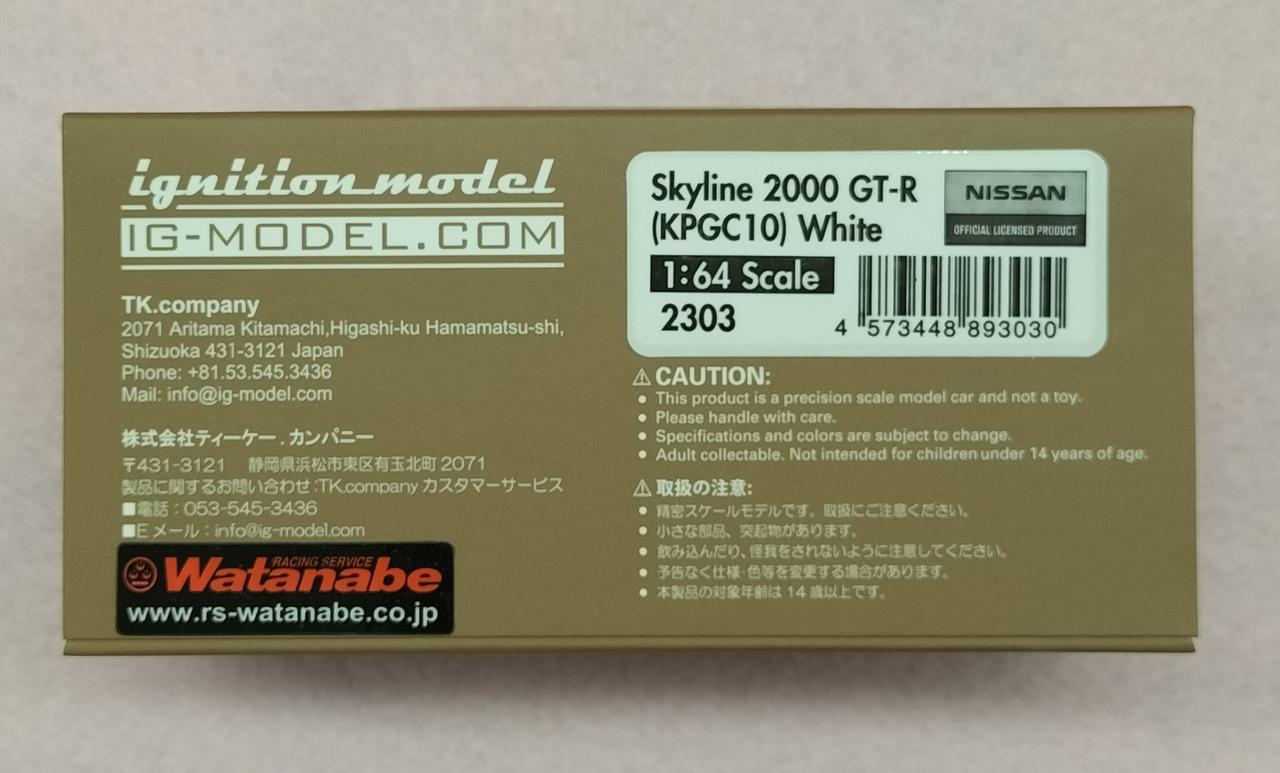 ignition model
IG-MODEL.COM
TK.company
2071 Aritama Kitamachi,Higashi-ku Hamamatsu-shi,
Shizuoka 431-3121 Japan
Phone: +81.53.545.3436
Mail: info@ig-model.com
株式会社ティーケー . カンパニー
〒431-3121 静岡県浜松市東区有玉北町 2071
製品に関するお問い合わせ:TK.company カスタマーサービス
■電話：053-545-3436
■E メール：info@ig-model.com
RACING SERVICE
Watanabe
www.rs-watanabe.co.jp
Skyline 2000 GT-R
(KPGC10) White
1:64 Scale
2303
NISSAN
OFFICIAL LICENSED PRODUCT
4 573448 893030
⚠ CAUTION:
● This product is a precision scale model car and not a toy.
● Please handle with care.
● Specifications and colors are subject to change.
● Adult collectable. Not intended for children under 14 years of age.
⚠ 取扱の注意:
● 精密スケールモデルです。取扱にご注意ください。
● 小さな部品、突起物があります。
● 飲み込んだり、怪我をされないように注意してください。
● 予告なく仕様・色等を変更する場合があります。
● 本製品の対象年齢は 14 歳以上です。